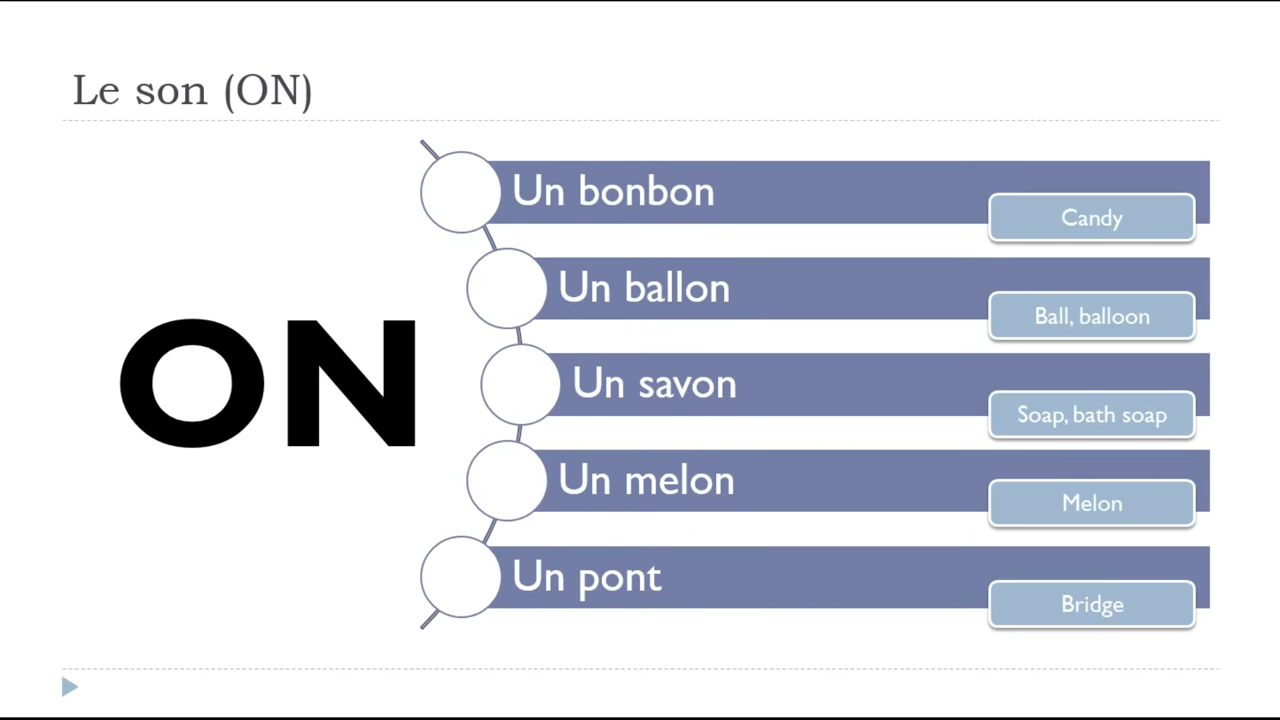 Le son (ON)
ON
Un bonbon
Candy
Un ballon
Ball, balloon
Un savon
Soap, bath soap
Un melon
Melon
Un pont
Bridge